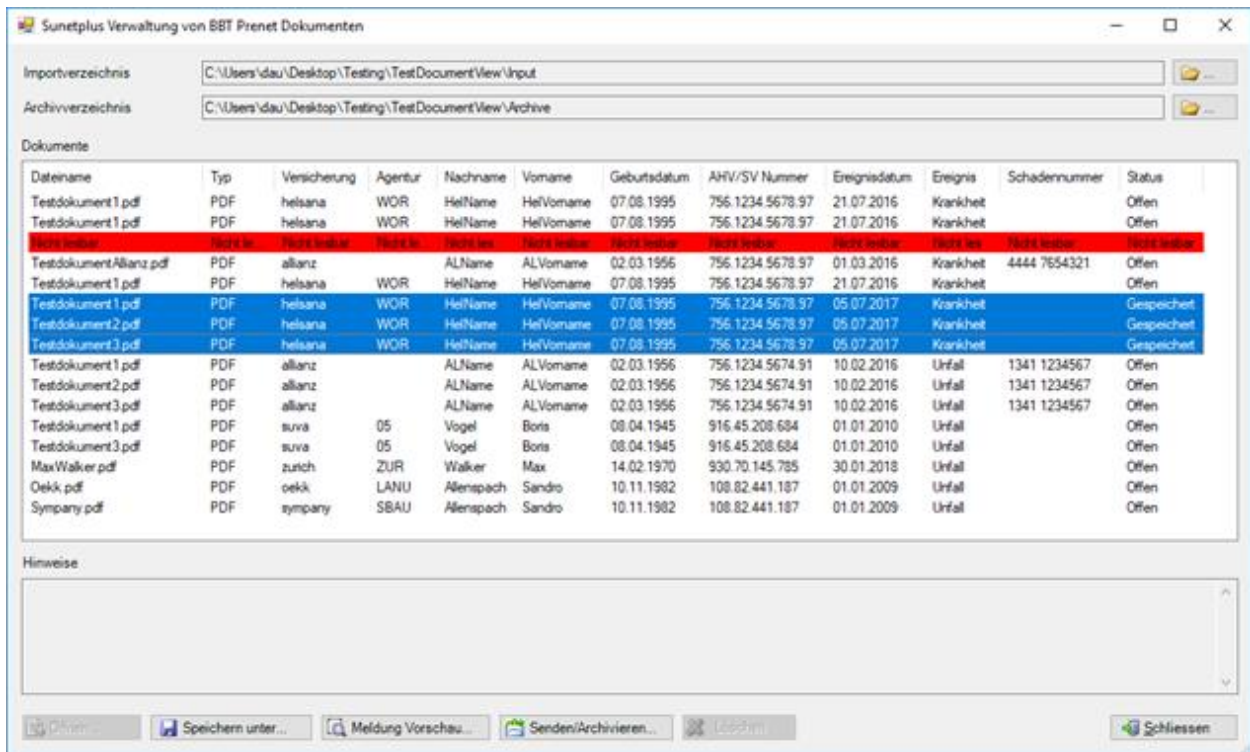 Sunetplus Verwaltung von BBT Prenet Dokumenten
Importverzeichnis C:\Users\dau\Desktop\Testing\TestDocumentView\Input ...
Archivverzeichnis C:\Users\dau\Desktop\Testing\TestDocumentView\Archive ...
Dokumente
Dateiname Typ Versicherung Agentur Nachname Vorname Geburtsdatum AHV/SV Nummer Ereignisdatum Ereignis Schadennummer Status
Testdokument1.pdf PDF helsana WOR HelName HelVorname 07.08.1995 756.1234.5678.97 21.07.2016 Krankheit Offen
Testdokument1.pdf PDF helsana WOR HelName HelVorname 07.08.1995 756.1234.5678.97 21.07.2016 Krankheit Offen
Nicht lesbar Nicht le... Nicht lesbar Nicht le... Nicht les Nicht lesbar Nicht lesbar Nicht lesbar Nicht lesbar Nicht les Nicht lesbar Nicht lesbar
TestdokumentAllianz.pdf PDF allianz ALName ALVorname 02.03.1956 756.1234.5678.97 01.03.2016 Krankheit 4444 7654321 Offen
Testdokument1.pdf PDF helsana WOR HelName HelVorname 07.08.1995 756.1234.5678.97 21.07.2016 Krankheit Offen
Testdokument1.pdf PDF helsana WOR HelName HelVorname 07.08.1995 756.1234.5678.97 05.07.2017 Krankheit Gespeichert
Testdokument2.pdf PDF helsana WOR HelName HelVorname 07.08.1995 756.1234.5678.97 05.07.2017 Krankheit Gespeichert
Testdokument3.pdf PDF helsana WOR HelName HelVorname 07.08.1995 756.1234.5678.97 05.07.2017 Krankheit Gespeichert
Testdokument1.pdf PDF allianz ALName ALVorname 02.03.1956 756.1234.5674.91 10.02.2016 Unfall 1341 1234567 Offen
Testdokument2.pdf PDF allianz ALName ALVorname 02.03.1956 756.1234.5674.91 10.02.2016 Unfall 1341 1234567 Offen
Testdokument3.pdf PDF allianz ALName ALVorname 02.03.1956 756.1234.5674.91 10.02.2016 Unfall 1341 1234567 Offen
Testdokument1.pdf PDF suva 05 Vogel Boris 08.04.1945 916.45.208.684 01.01.2010 Unfall Offen
Testdokument3.pdf PDF suva 05 Vogel Boris 08.04.1945 916.45.208.684 01.01.2010 Unfall Offen
MaxWalker.pdf PDF zurich ZUR Walker Max 14.02.1970 930.70.145.785 30.01.2018 Unfall Offen
Oekk.pdf PDF oekk LANU Allenspach Sandro 10.11.1982 108.82.441.187 01.01.2009 Unfall Offen
Sympany.pdf PDF sympany SBAU Allenspach Sandro 10.11.1982 108.82.441.187 01.01.2009 Unfall Offen
Hinweise
Öffnen... Speichern unter... Meldung Vorschau... Senden/Archivieren... Löschen Schliessen